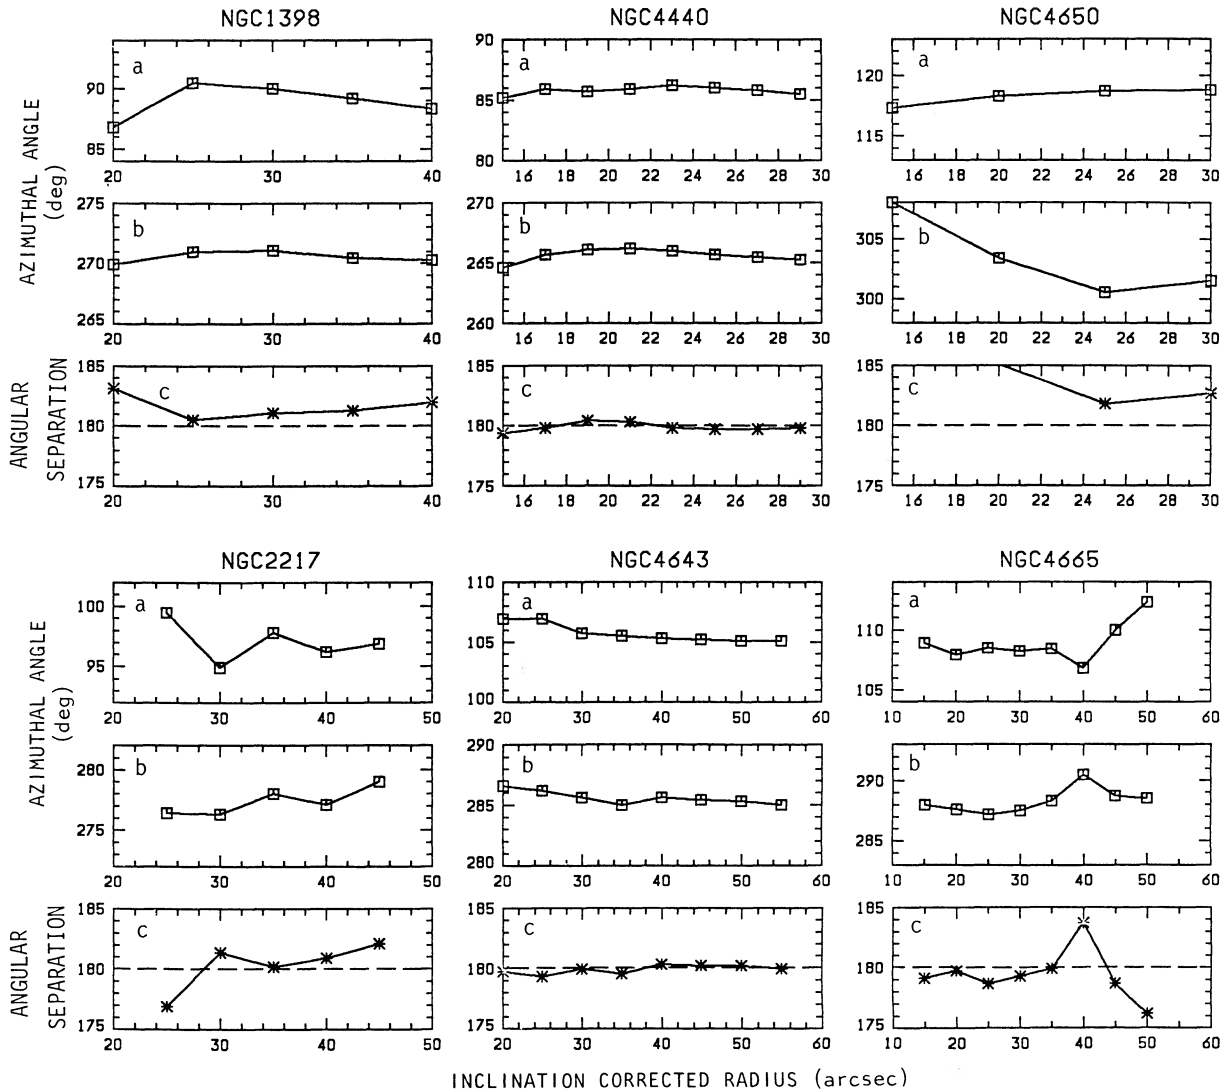 NGC1398 NGC4440 NGC4650
AZIMUTHAL ANGLE
(deg)
a
90
85
20 30 40
a
90
85
80
16 18 20 22 24 26 28 30
a
120
115
16 18 20 22 24 26 28 30
b
275
270
265
20 30 40
b
270
265
260
16 18 20 22 24 26 28 30
b
305
300
16 18 20 22 24 26 28 30
ANGULAR
SEPARATION
c
185
180
175
20 30 40
c
185
180
175
16 18 20 22 24 26 28 30
c
185
180
175
16 18 20 22 24 26 28 30
NGC2217 NGC4643 NGC4665
AZIMUTHAL ANGLE
(deg)
a
100
95
20 30 40 50
a
110
105
100
20 30 40 50 60
a
110
105
10 20 30 40 50 60
b
280
275
20 30 40 50
b
290
285
280
20 30 40 50 60
b
290
285
10 20 30 40 50 60
ANGULAR
SEPARATION
c
185
180
175
20 30 40 50
c
185
180
175
20 30 40 50 60
c
185
180
175
10 20 30 40 50 60
INCLINATION CORRECTED RADIUS (arcsec)